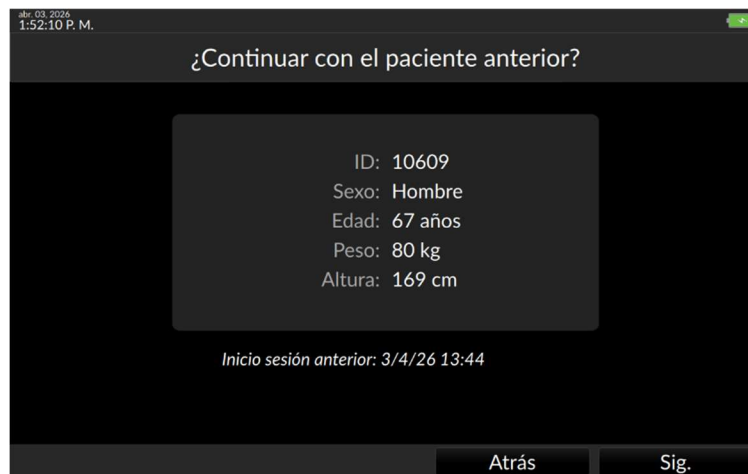 abr. 03, 2026
1:52:10 P. M.
¿Continuar con el paciente anterior?
ID: 10609
Sexo: Hombre
Edad: 67 años
Peso: 80 kg
Altura: 169 cm
Inicio sesión anterior: 3/4/26 13:44
Atrás Sig.